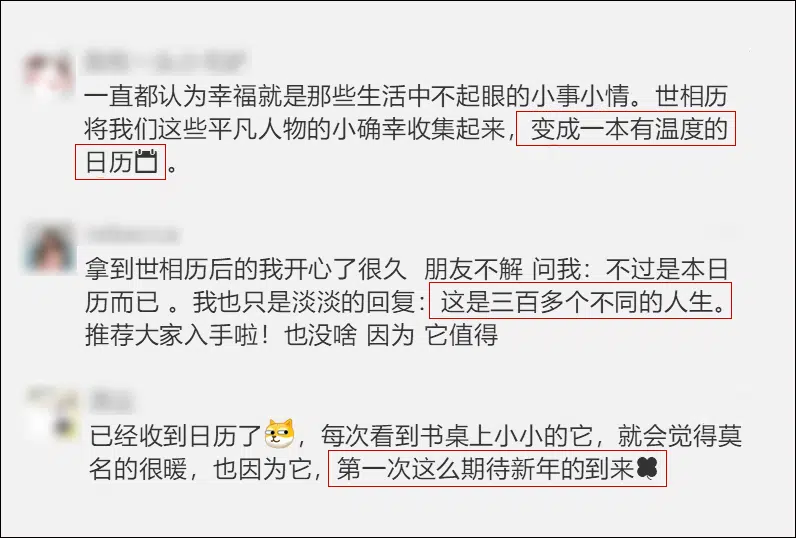 一直都认为幸福就是那些生活中不起眼的小事小情。世相历
将我们这些平凡人物的小确幸收集起来，变成一本有温度的
日历。
拿到世相历后的我开心了很久 朋友不解 问我：不过是本日
历而已 。我也只是淡淡的回复：这是三百多个不同的人生。
推荐大家入手啦！也没啥 因为 它值得
已经收到日历了，每次看到书桌上小小的它，就会觉得莫
名的很暖，也因为它，第一次这么期待新年的到来